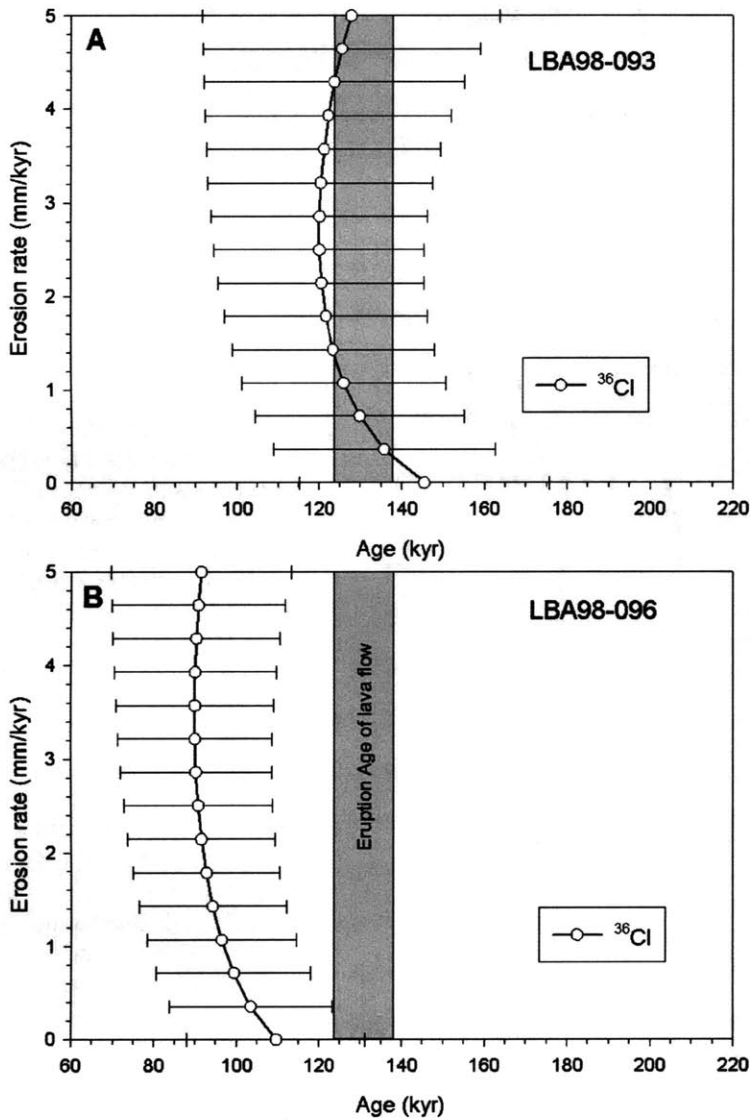 A
LBA98-093
5
4
3
2
1
0
Erosion rate (mm/kyr)
³⁶Cl
60 80 100 120 140 160 180 200 220
Age (kyr)
B
LBA98-096
5
4
3
2
1
0
Erosion rate (mm/kyr)
Eruption Age of lava flow
³⁶Cl
60 80 100 120 140 160 180 200 220
Age (kyr)